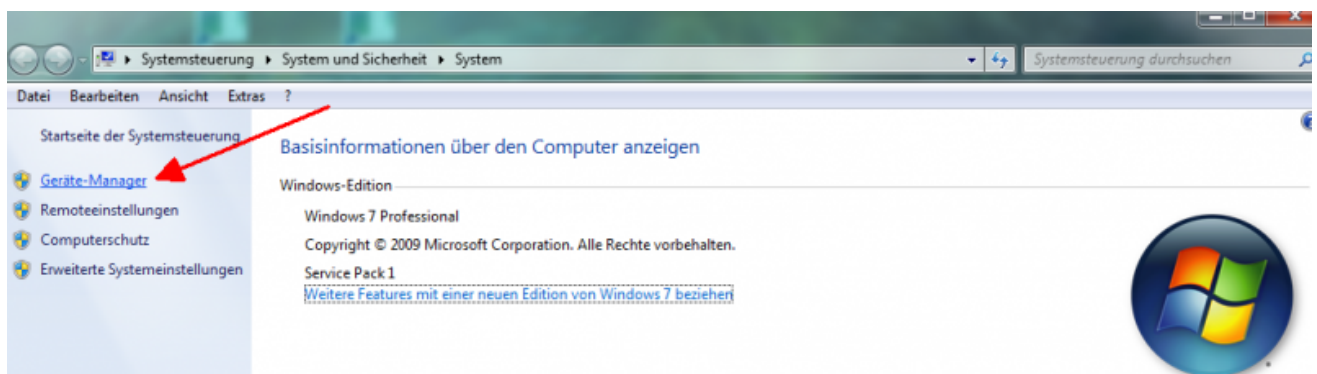 Systemsteuerung ▸ System und Sicherheit ▸ System
Systemsteuerung durchsuchen
Datei Bearbeiten Ansicht Extras ?
Startseite der Systemsteuerung
Geräte-Manager
Remoteeinstellungen
Computerschutz
Erweiterte Systemeinstellungen
Basisinformationen über den Computer anzeigen
Windows-Edition
Windows 7 Professional
Copyright © 2009 Microsoft Corporation. Alle Rechte vorbehalten.
Service Pack 1
Weitere Features mit einer neuen Edition von Windows 7 beziehen